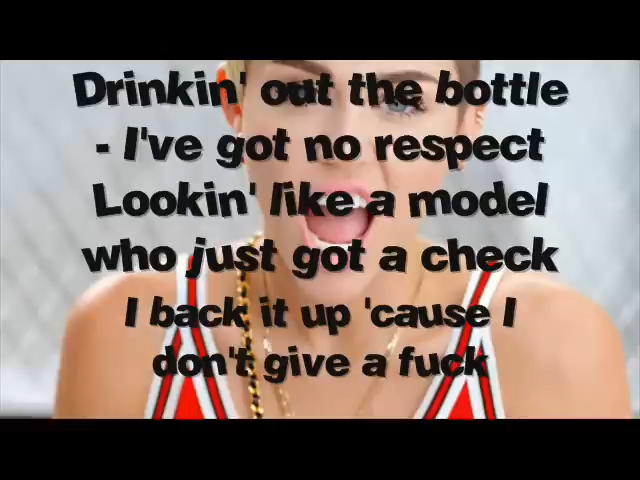 Drinkin' out the bottle
- I've got no respect
Lookin' like a model
who just got a check
I back it up 'cause I
don't give a fuck